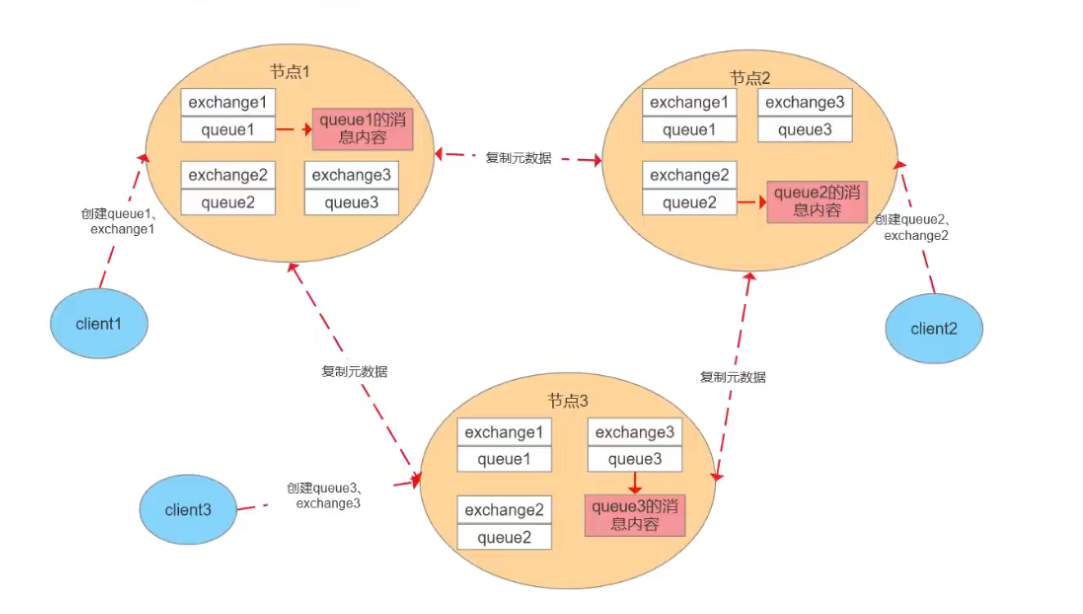 节点1
exchange1
queue1
queue1的消
息内容
exchange2
queue2
exchange3
queue3
节点2
exchange1
queue1
exchange3
queue3
exchange2
queue2
queue2的消
息内容
复制元数据
创建queue1、
exchange1
创建queue2、
exchange2
client1
client2
复制元数据
复制元数据
节点3
exchange1
queue1
exchange3
queue3
exchange2
queue2
queue3的消
息内容
client3
创建queue3、
exchange3